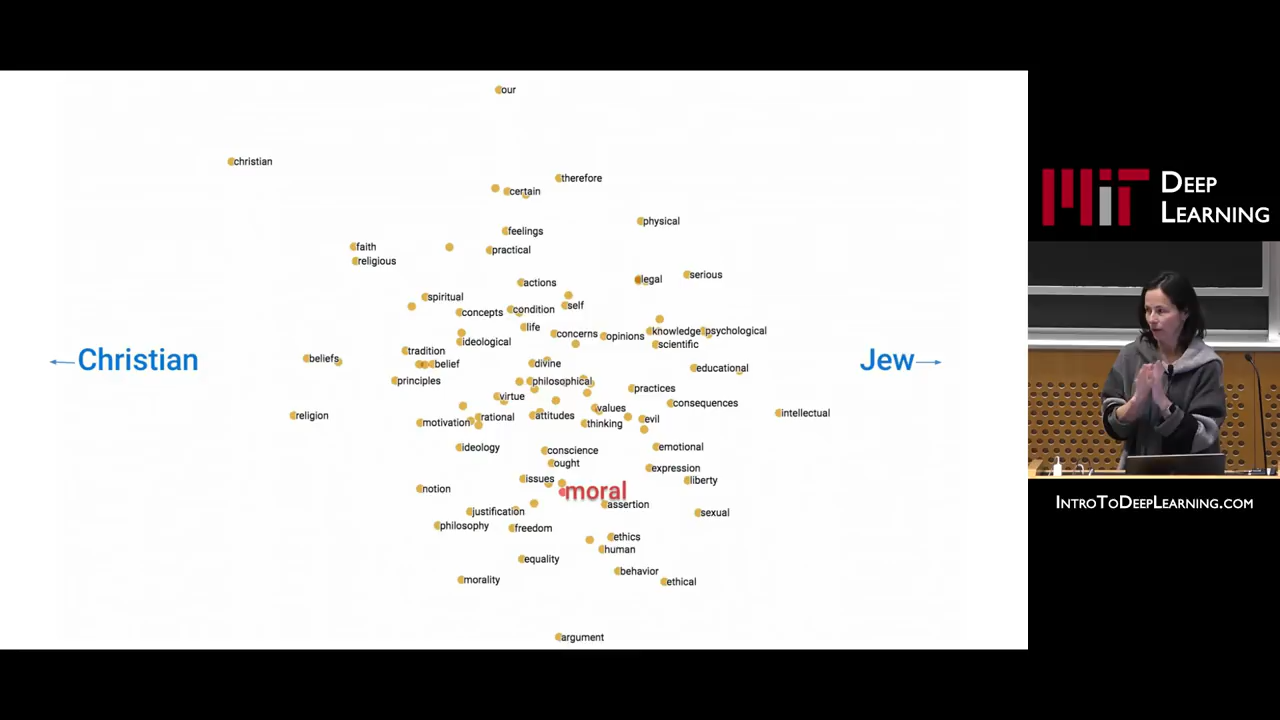 our
christian
therefore
certain
physical
feelings
faith
practical
religious
serious
legal
actions
spiritual
self
condition
concepts
life
knowledge
psychological
concerns
opinions
ideological
scientific
tradition
beliefs
Christian
Jew
belief
divine
educational
principles
philosophical
practices
virtue
consequences
values
intellectual
religion
attitudes
rational
evil
motivation
thinking
ideology
emotional
conscience
ought
expression
issues
liberty
notion
moral
assertion
justification
sexual
philosophy
freedom
ethics
human
equality
behavior
morality
ethical
argument
MIT
DEEP
LEARNING
INTROTODEEPLEARNING.COM